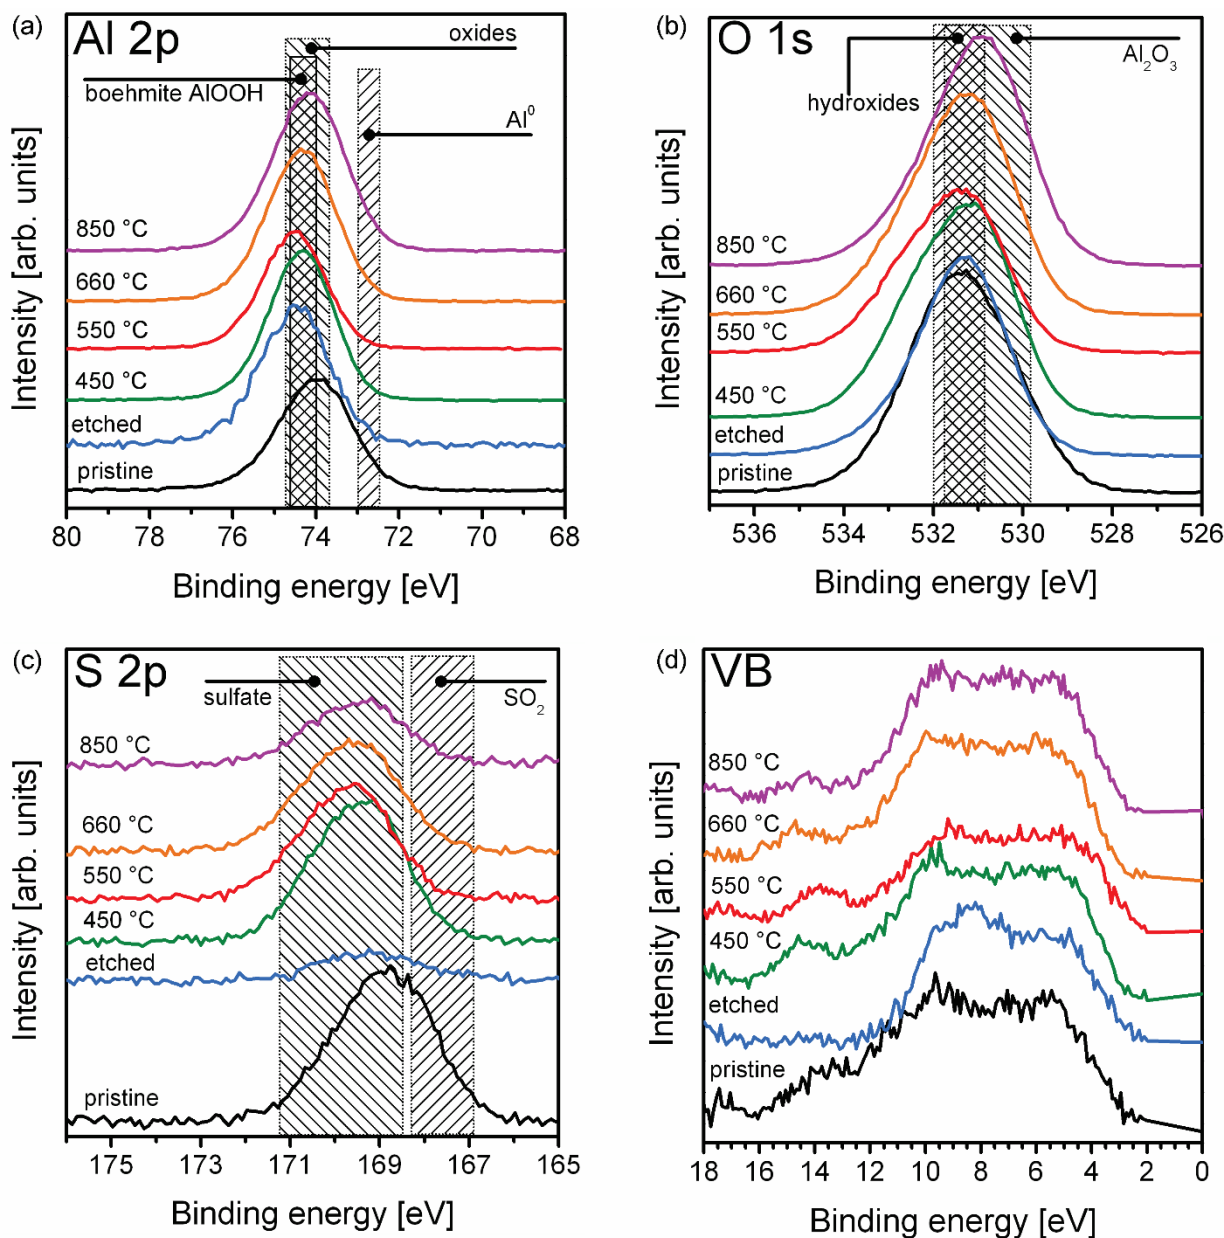 (a)
Al 2p
oxides
boehmite AlOOH
Al⁰
850 °C
660 °C
550 °C
450 °C
etched
pristine
Intensity [arb. units]
80 78 76 74 72 70 68
Binding energy [eV]
(b)
O 1s
Al₂O₃
hydroxides
850 °C
660 °C
550 °C
450 °C
etched
pristine
Intensity [arb. units]
536 534 532 530 528 526
Binding energy [eV]
(c)
S 2p
sulfate
SO₂
850 °C
660 °C
550 °C
450 °C
etched
pristine
Intensity [arb. units]
175 173 171 169 167 165
Binding energy [eV]
(d)
VB
850 °C
660 °C
550 °C
450 °C
etched
pristine
Intensity [arb. units]
18 16 14 12 10 8 6 4 2 0
Binding energy [eV]